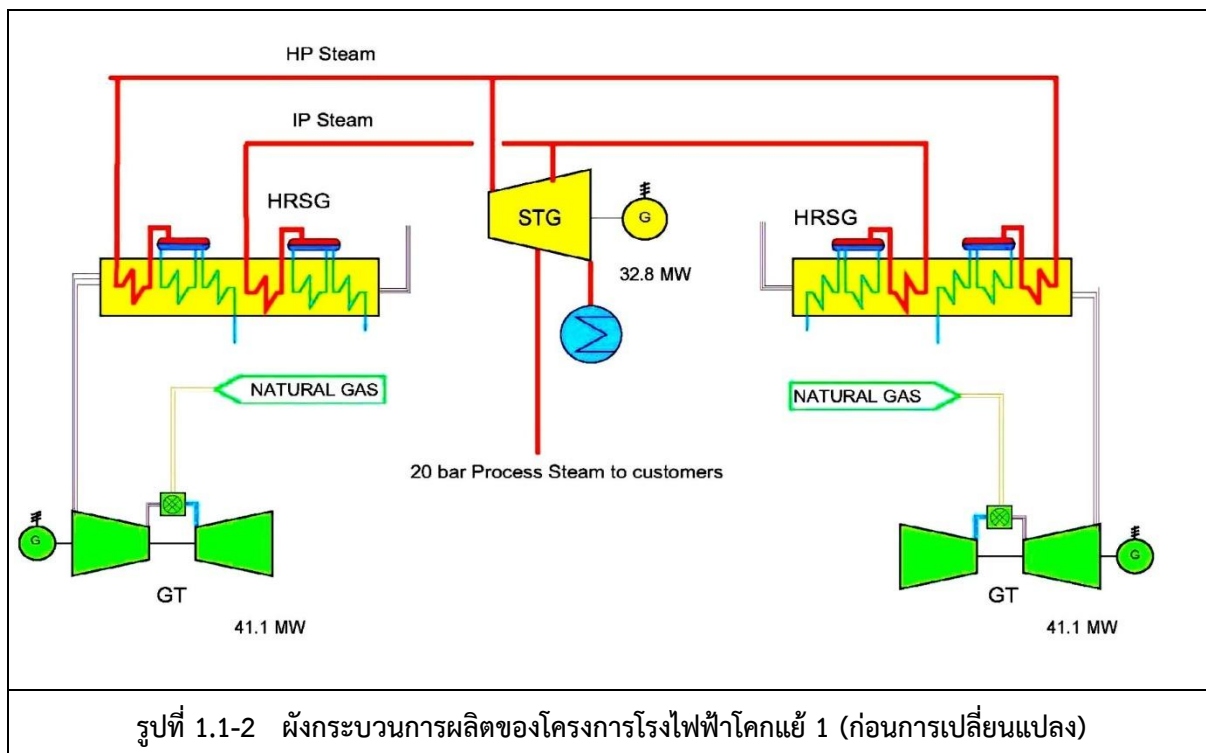 HP Steam
IP Steam
HRSG
STG
G
HRSG
32.8 MW
NATURAL GAS
NATURAL GAS
20 bar Process Steam to customers
G
G
GT
GT
41.1 MW
41.1 MW
รูปที่ 1.1-2 ผังกระบวนการผลิตของโครงการโรงไฟฟ้าโคกแย้ 1 (ก่อนการเปลี่ยนแปลง)